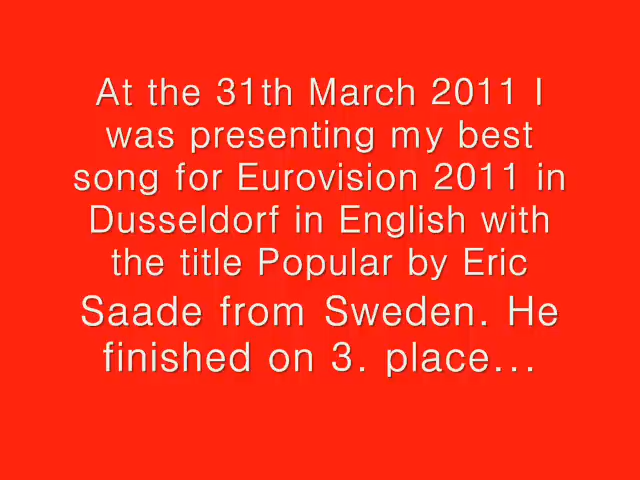 At the 31th March 2011 I
was presenting my best
song for Eurovision 2011 in
Dusseldorf in English with
the title Popular by Eric
Saade from Sweden. He
finished on 3. place...